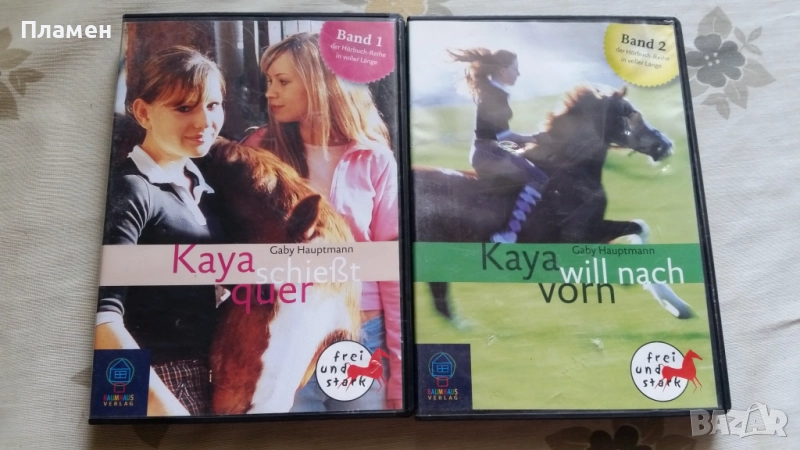 Пламен
Band 1
der Hörbuch-Reihe
in voller Länge
Gaby Hauptmann
Kaya
schießt
quer
frei
und
stark
BAUMHAUS
VERLAG
Band 2
der Hörbuch-Reihe
in voller Länge
Gaby Hauptmann
Kaya
will nach
vorn
frei
und
stark
BAUMHAUS
VERLAG
BAZAR